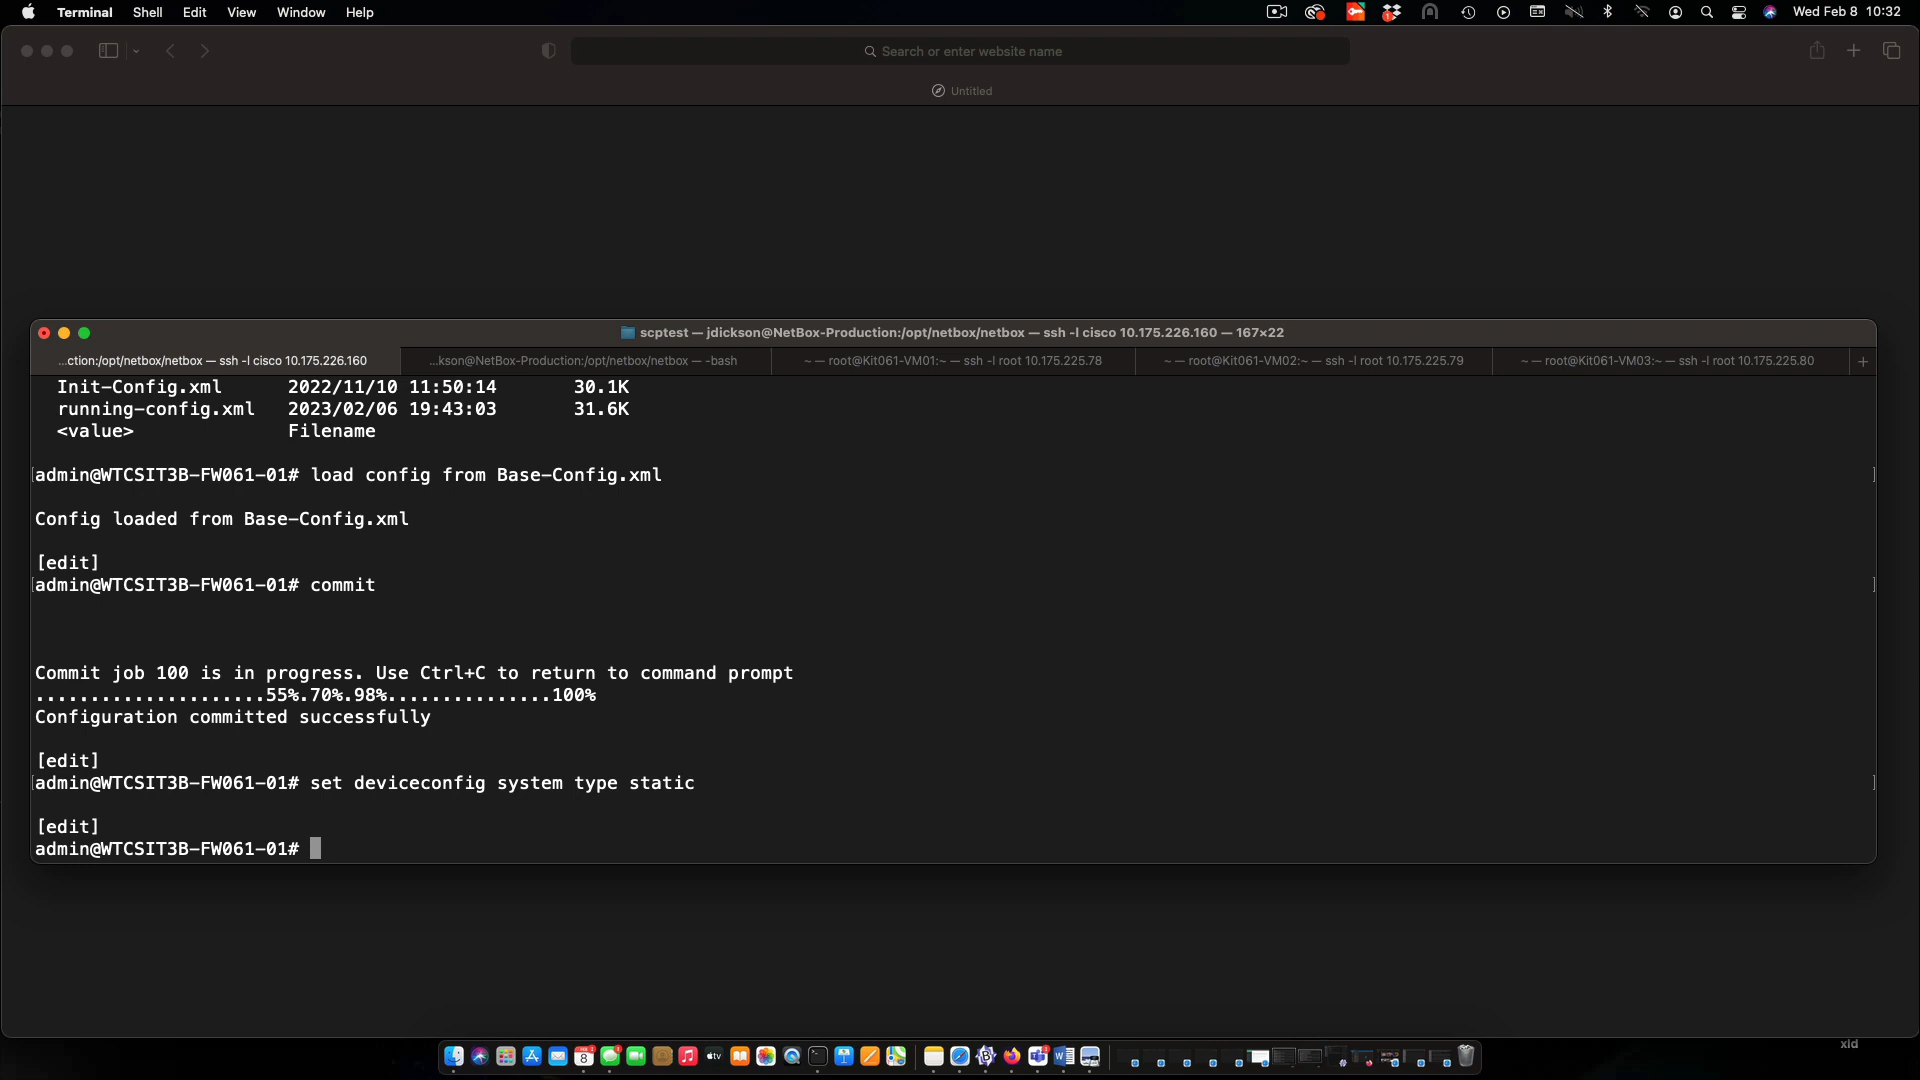 Terminal Shell Edit View Window Help Wed Feb 8 10:32
Search or enter website name
Untitled
scptest — jdickson@NetBox-Production:/opt/netbox/netbox — ssh -l cisco 10.175.226.160 — 167×22
...ction:/opt/netbox/netbox — ssh -l cisco 10.175.226.160 ...kson@NetBox-Production:/opt/netbox/netbox — -bash ~ — root@Kit061-VM01:~ — ssh -l root 10.175.225.78 ~ — root@Kit061-VM02:~ — ssh -l root 10.175.225.79 ~ — root@Kit061-VM03:~ — ssh -l root 10.175.225.80
Init-Config.xml 2022/11/10 11:50:14 30.1K
running-config.xml 2023/02/06 19:43:03 31.6K
<value> Filename
[admin@WTCSIT3B-FW061-01# load config from Base-Config.xml ]
Config loaded from Base-Config.xml
[edit]
[admin@WTCSIT3B-FW061-01# commit ]
Commit job 100 is in progress. Use Ctrl+C to return to command prompt
.....................55%.70%.98%...............100%
Configuration committed successfully
[edit]
[admin@WTCSIT3B-FW061-01# set deviceconfig system type static ]
[edit]
admin@WTCSIT3B-FW061-01#
xld